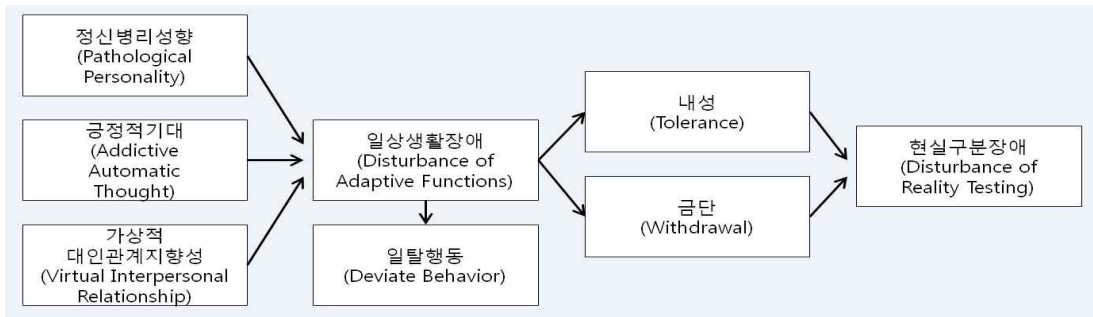 정신병리성향
(Pathological
Personality)
긍정적기대
(Addictive
Automatic
Thought)
가상적
대인관계지향성
(Virtual Interpersonal
Relationship)
일상생활장애
(Disturbance of
Adaptive Functions)
일탈행동
(Deviate Behavior)
내성
(Tolerance)
금단
(Withdrawal)
현실구분장애
(Disturbance of
Reality Testing)